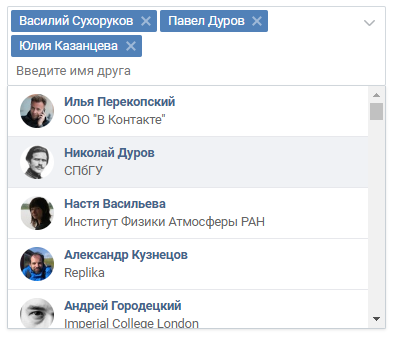 Василий Сухоруков Павел Дуров
Юлия Казанцева
Введите имя друга
Илья Перекопский
ООО "В Контакте"
Николай Дуров
СПбГУ
Настя Васильева
Институт Физики Атмосферы РАН
Александр Кузнецов
Replika
Андрей Городецкий
Imperial College London